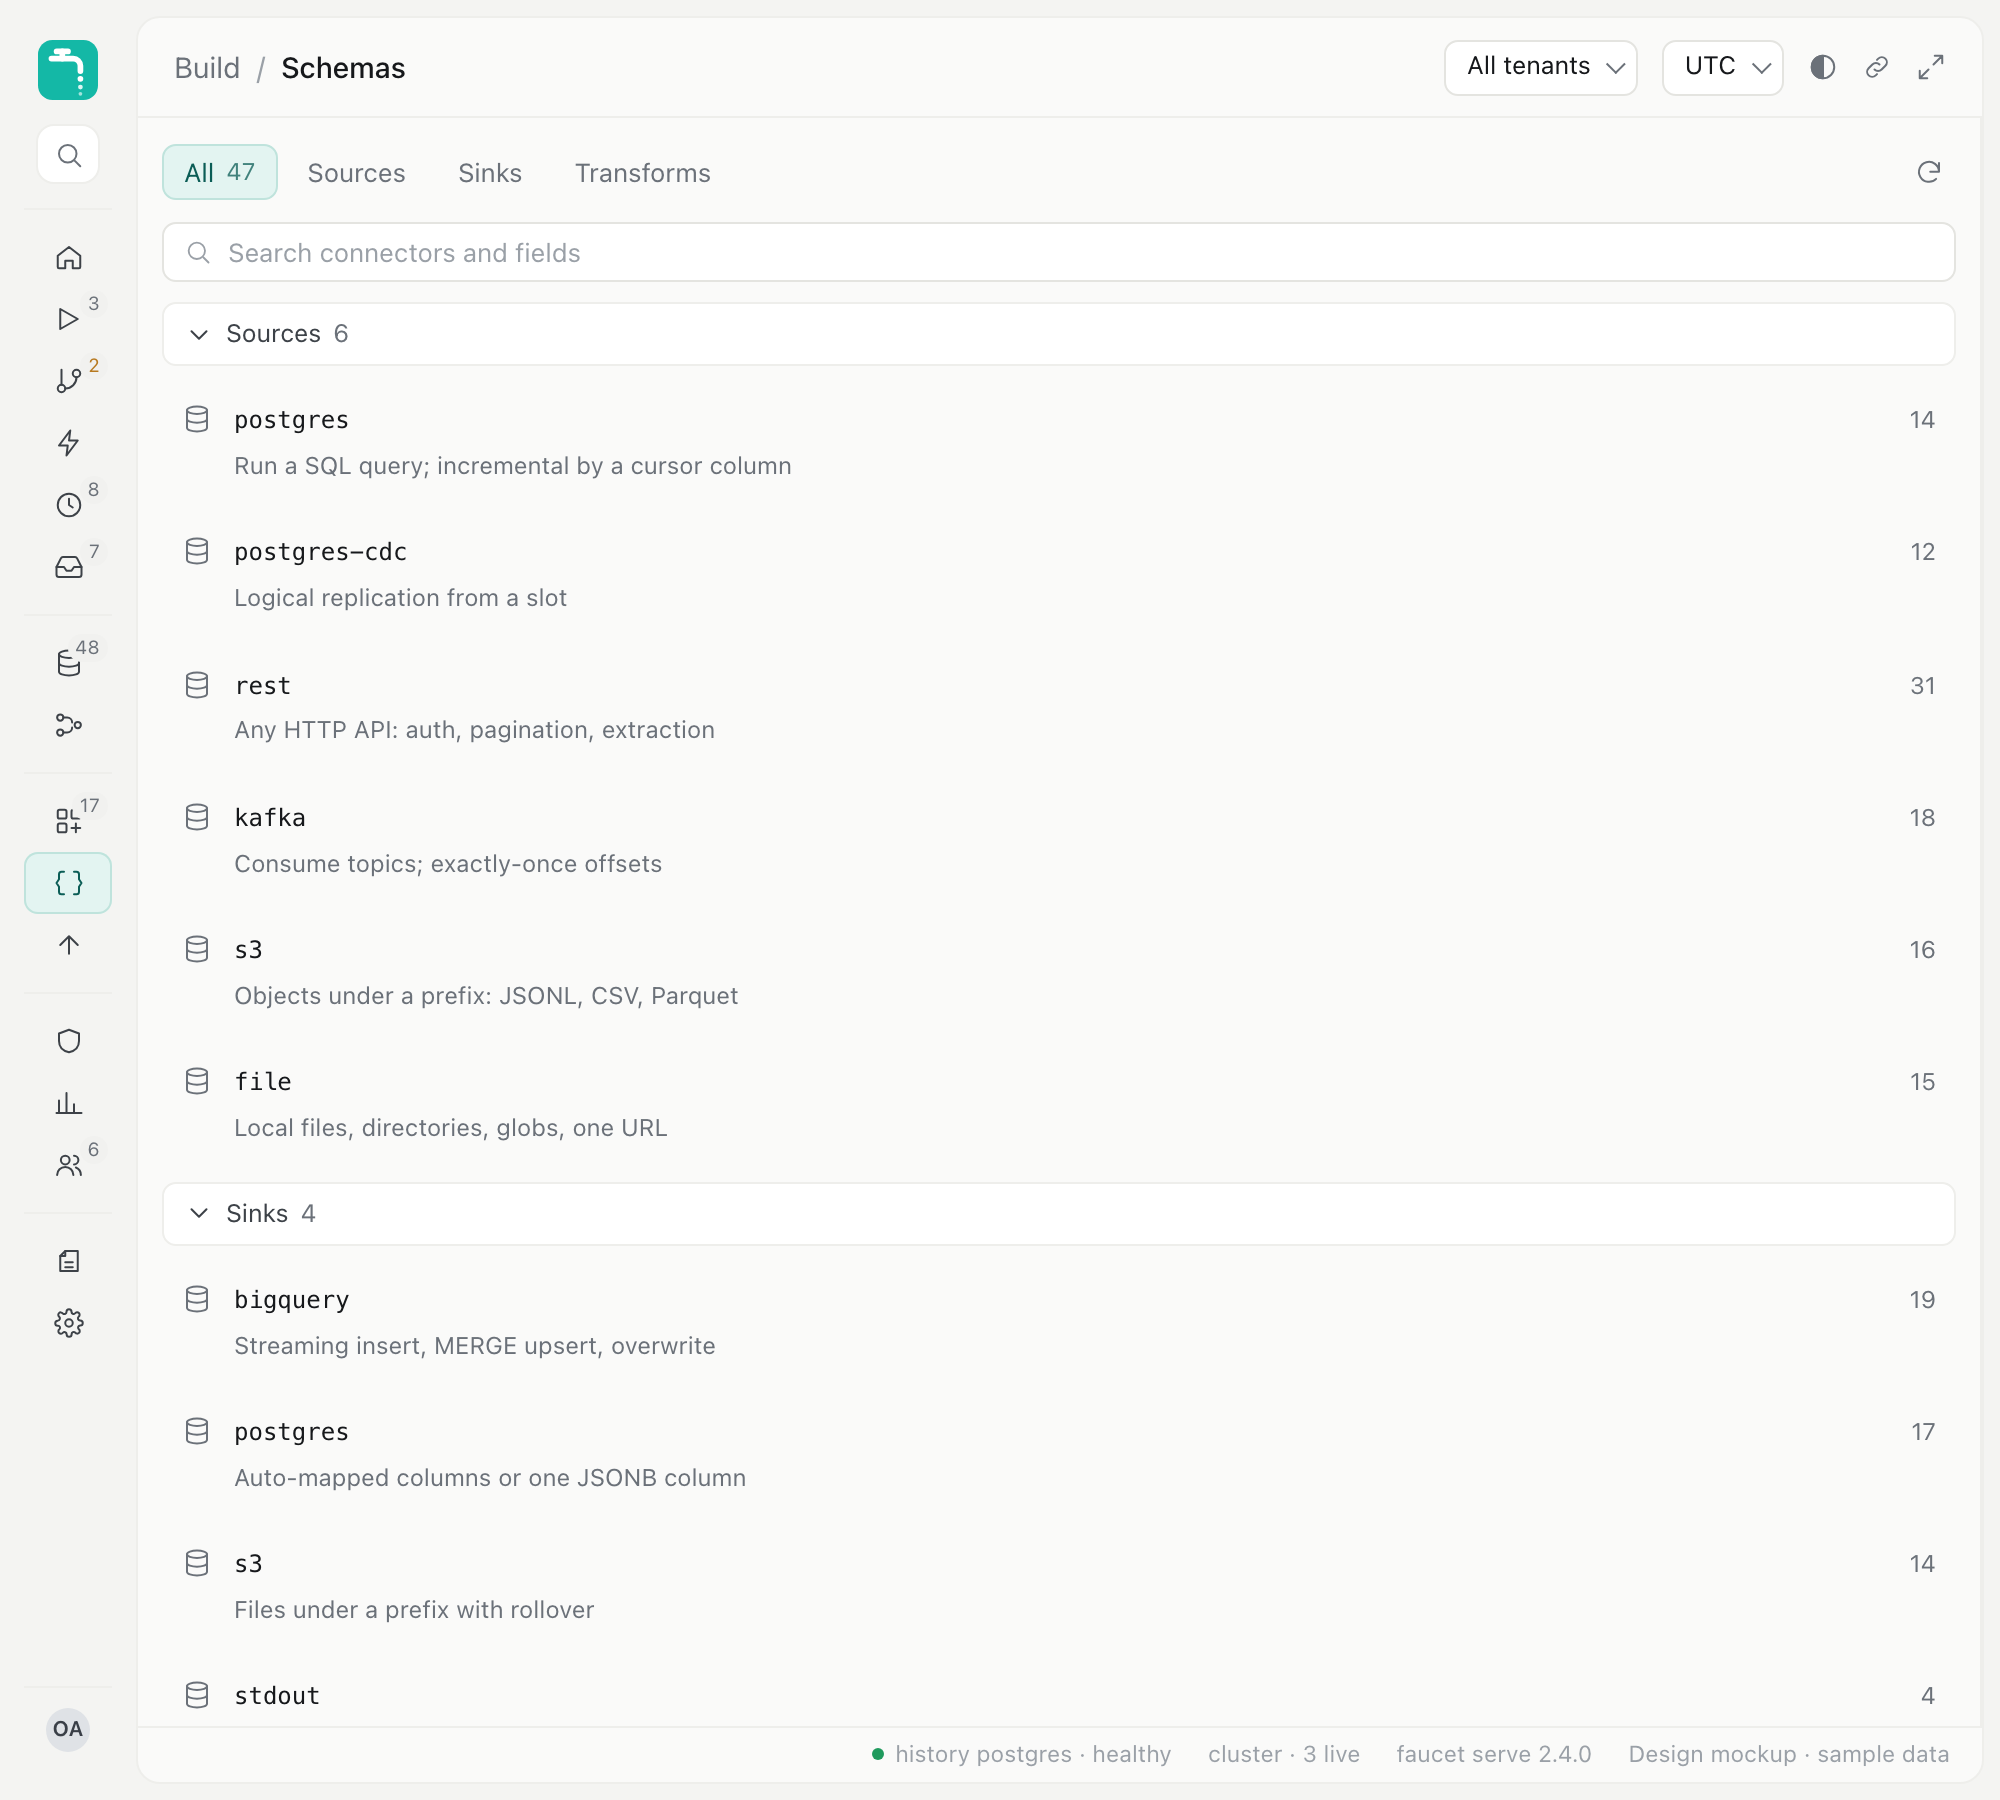 Build / Schemas
All tenants
UTC
All 47
Sources
Sinks
Transforms
Search connectors and fields
3
2
8
7
48
17
6
OA
Sources 6
postgres 14
Run a SQL query; incremental by a cursor column
postgres-cdc 12
Logical replication from a slot
rest 31
Any HTTP API: auth, pagination, extraction
kafka 18
Consume topics; exactly-once offsets
s3 16
Objects under a prefix: JSONL, CSV, Parquet
file 15
Local files, directories, globs, one URL
Sinks 4
bigquery 19
Streaming insert, MERGE upsert, overwrite
postgres 17
Auto-mapped columns or one JSONB column
s3 14
Files under a prefix with rollover
stdout 4
history postgres · healthy
cluster · 3 live
faucet serve 2.4.0
Design mockup · sample data